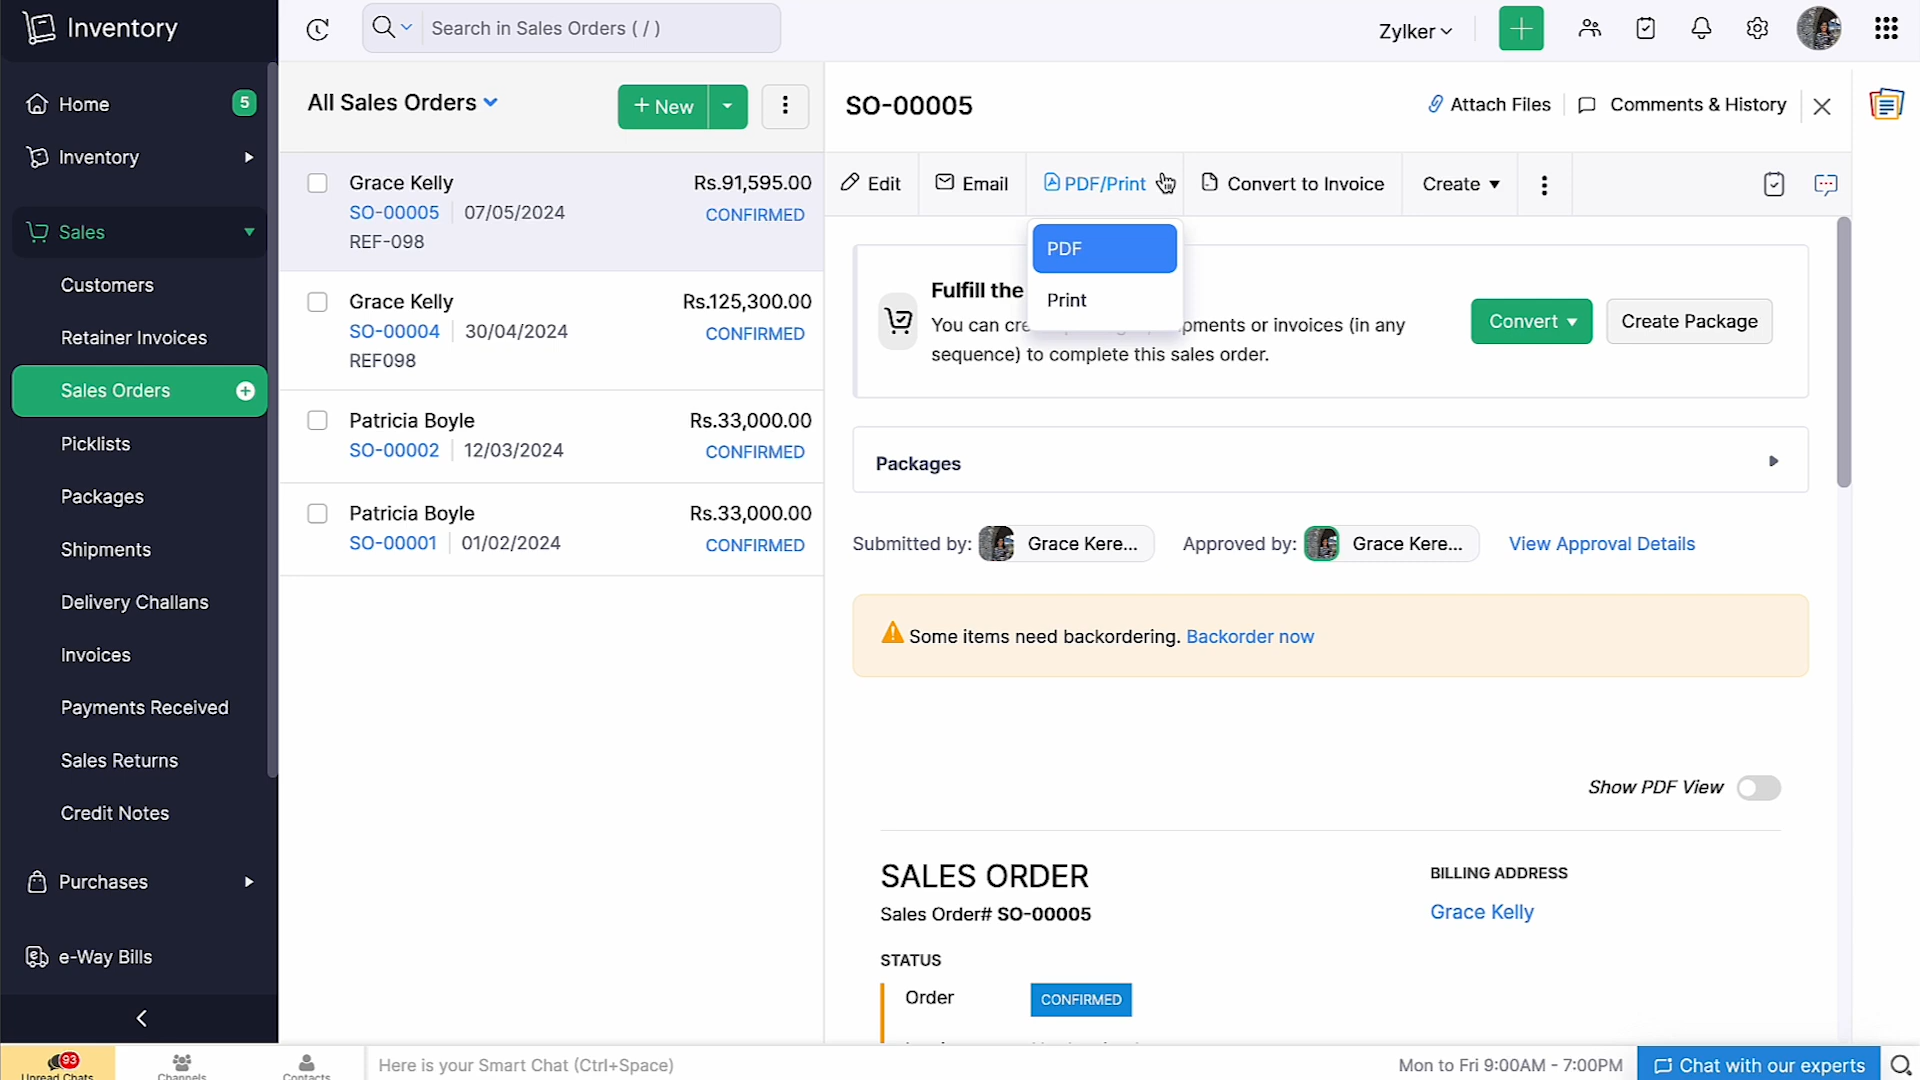 Inventory
Search in Sales Orders ( / )
Zylker
Home
5
Inventory
Sales
Customers
Retainer Invoices
Sales Orders
Picklists
Packages
Shipments
Delivery Challans
Invoices
Payments Received
Sales Returns
Credit Notes
Purchases
e-Way Bills
All Sales Orders
+ New
Grace Kelly
Rs.91,595.00
SO-00005
07/05/2024
CONFIRMED
REF-098
Grace Kelly
Rs.125,300.00
SO-00004
30/04/2024
CONFIRMED
REF098
Patricia Boyle
Rs.33,000.00
SO-00002
12/03/2024
CONFIRMED
Patricia Boyle
Rs.33,000.00
SO-00001
01/02/2024
CONFIRMED
SO-00005
Attach Files
Comments & History
Edit
Email
PDF/Print
Convert to Invoice
Create
PDF
Print
Fulfill the
You can cre
pments or invoices (in any
sequence) to complete this sales order.
Convert
Create Package
Packages
Submitted by:
Grace Kere...
Approved by:
Grace Kere...
View Approval Details
Some items need backordering. Backorder now
Show PDF View
SALES ORDER
Sales Order# SO-00005
BILLING ADDRESS
Grace Kelly
STATUS
Order
CONFIRMED
93
Unread Chats
Channels
Contacts
Here is your Smart Chat (Ctrl+Space)
Mon to Fri 9:00AM - 7:00PM
Chat with our experts